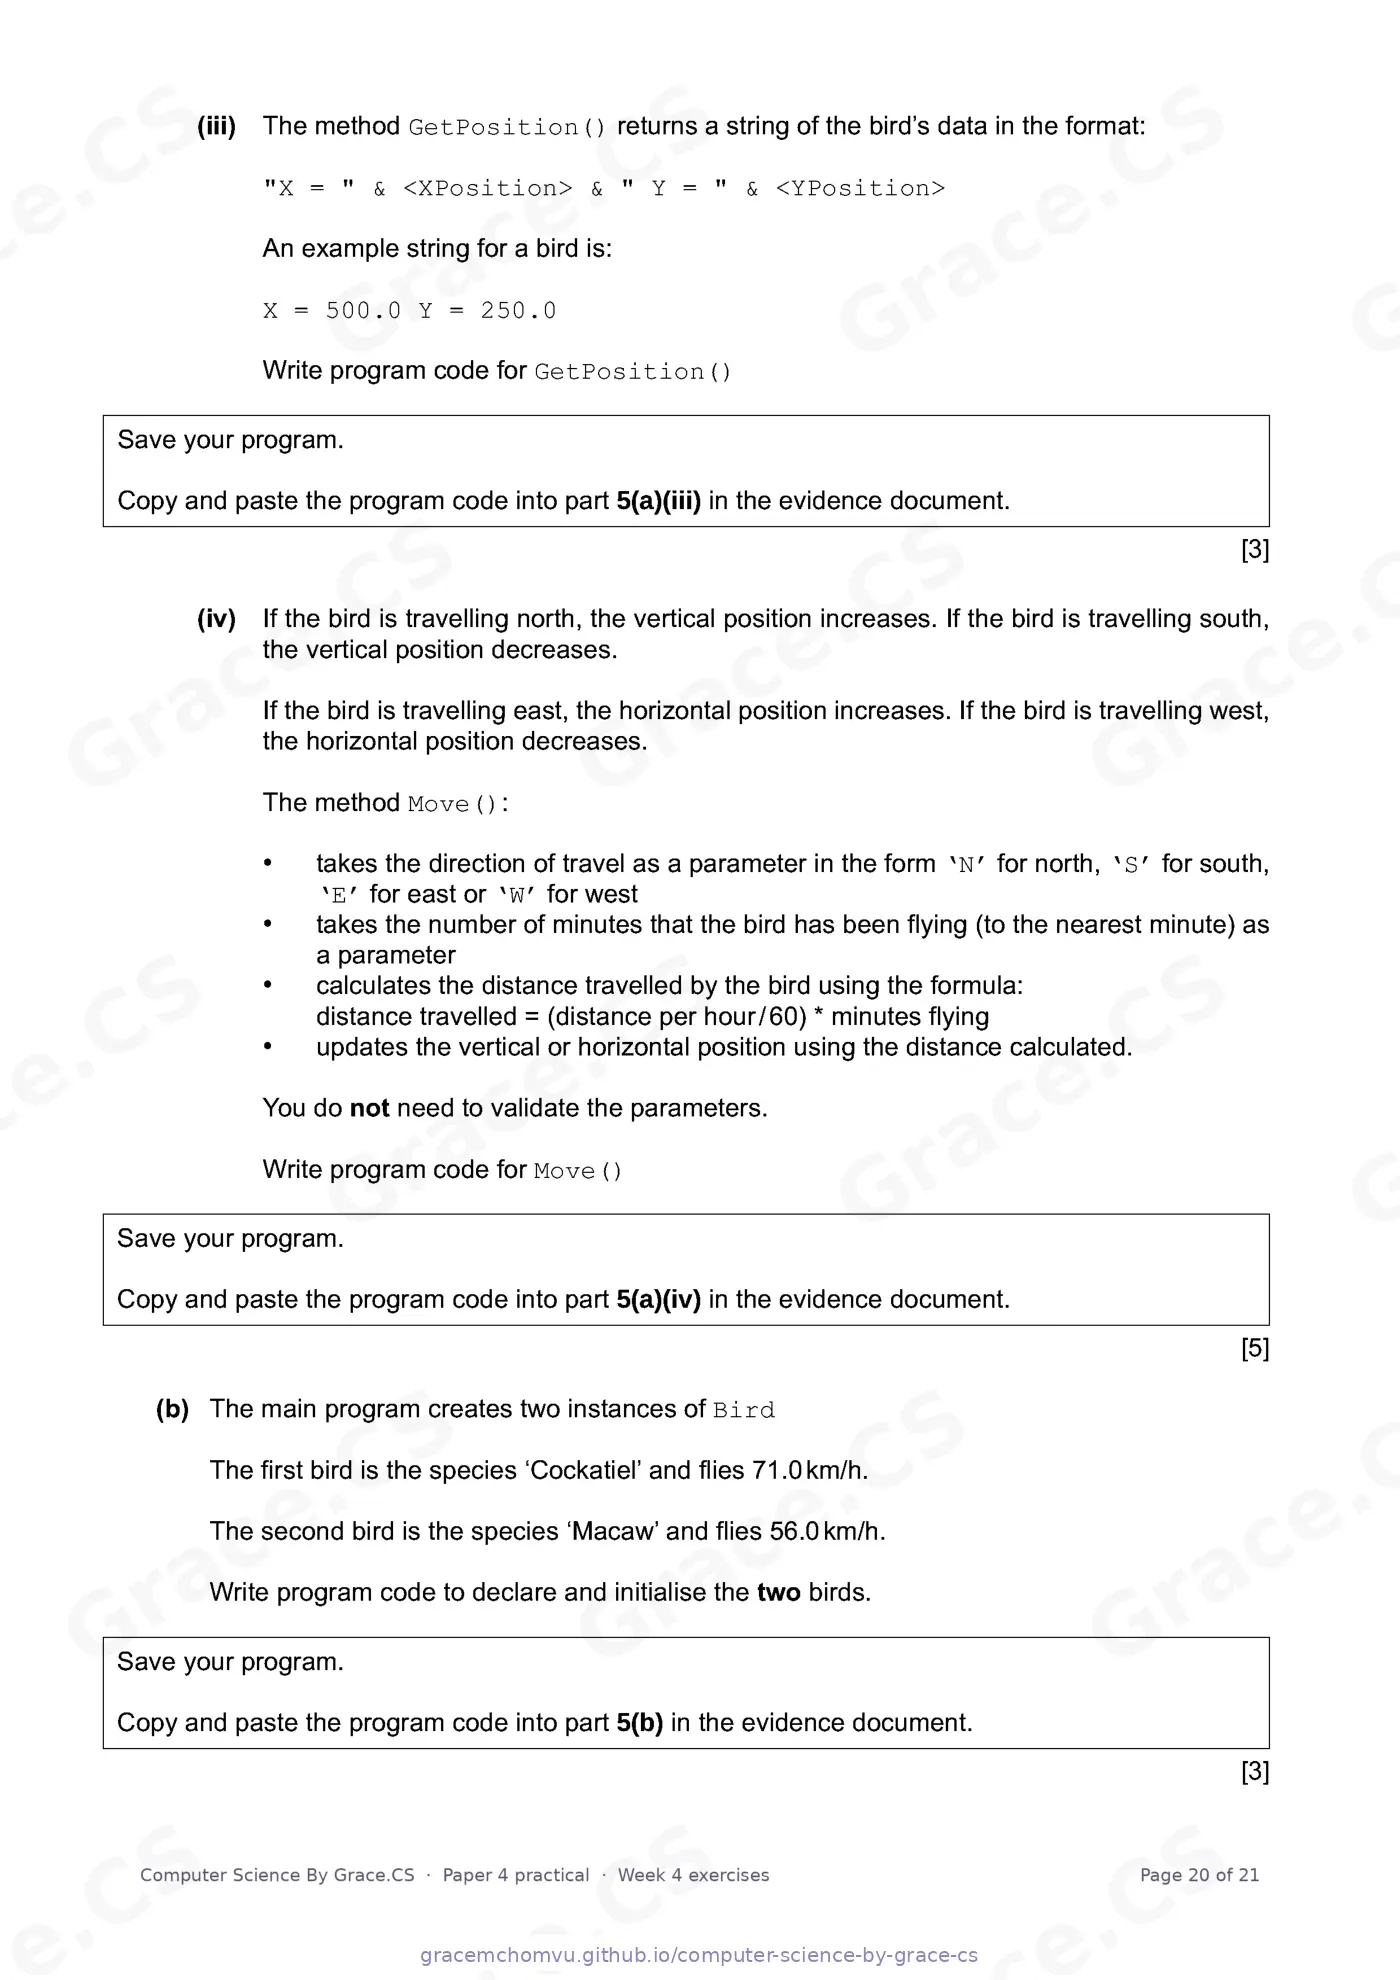 (iii) The method GetPosition() returns a string of the bird's data in the format:
"X = " & <XPosition> & " Y = " & <YPosition>
An example string for a bird is:
X = 500.0 Y = 250.0
Write program code for GetPosition()
Save your program.
Copy and paste the program code into part 5(a)(iii) in the evidence document.
[3]
(iv) If the bird is travelling north, the vertical position increases. If the bird is travelling south,
the vertical position decreases.
If the bird is travelling east, the horizontal position increases. If the bird is travelling west,
the horizontal position decreases.
The method Move():
• takes the direction of travel as a parameter in the form ‘N’ for north, ‘S’ for south,
‘E’ for east or ‘W’ for west
• takes the number of minutes that the bird has been flying (to the nearest minute) as
a parameter
• calculates the distance travelled by the bird using the formula:
distance travelled = (distance per hour/60) * minutes flying
• updates the vertical or horizontal position using the distance calculated.
You do not need to validate the parameters.
Write program code for Move()
Save your program.
Copy and paste the program code into part 5(a)(iv) in the evidence document.
[5]
(b) The main program creates two instances of Bird
The first bird is the species ‘Cockatiel’ and flies 71.0 km/h.
The second bird is the species ‘Macaw’ and flies 56.0 km/h.
Write program code to declare and initialise the two birds.
Save your program.
Copy and paste the program code into part 5(b) in the evidence document.
[3]
Computer Science By Grace.CS · Paper 4 practical · Week 4 exercises Page 20 of 21
gracemchomvu.github.io/computer-science-by-grace-cs